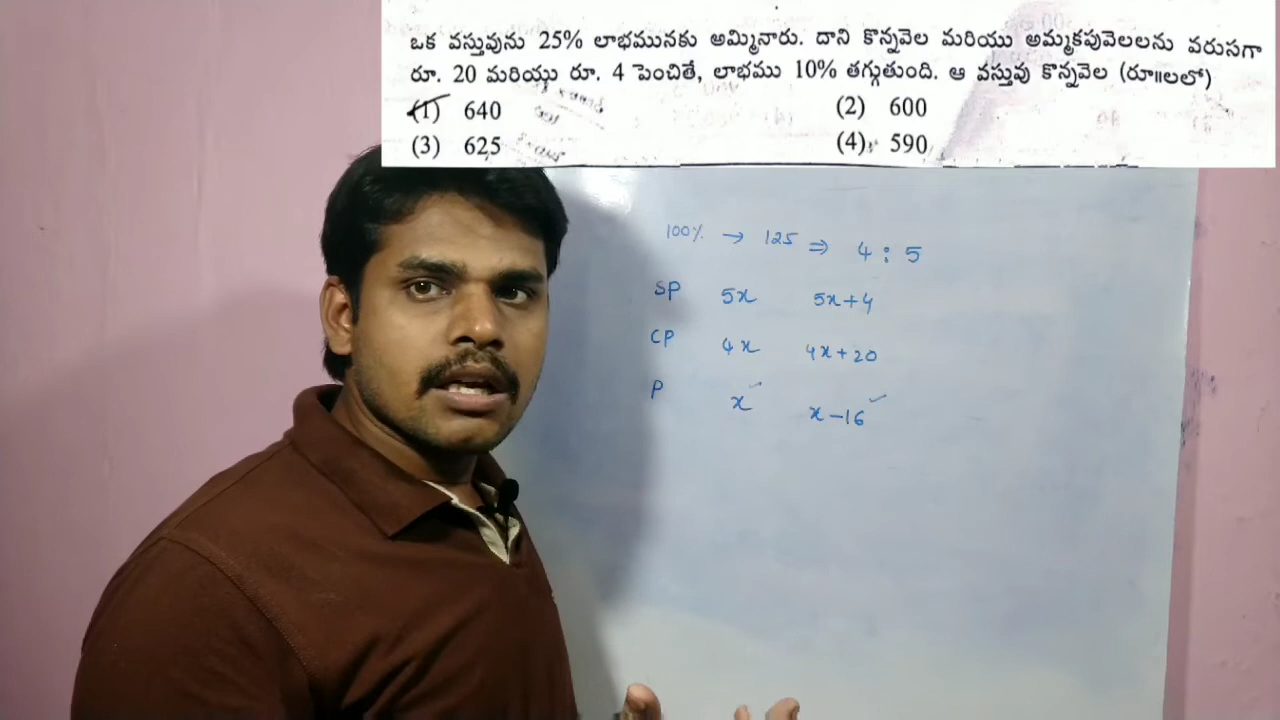 ఒక వస్తువును 25% లాభమునకు అమ్మినారు. దాని కొన్నవెల మరియు అమ్మకపువెలలను వరుసగా
రూ. 20 మరియు రూ. 4 పెంచితే, లాభము 10% తగ్గుతుంది. ఆ వస్తువు కొన్నవెల (రూ॥లలో)
(1) 640 (2) 600
(3) 625 (4) 590
100% → 125 ⇒ 4 : 5
SP 5x 5x+4
CP 4x 4x+20
P x x-16